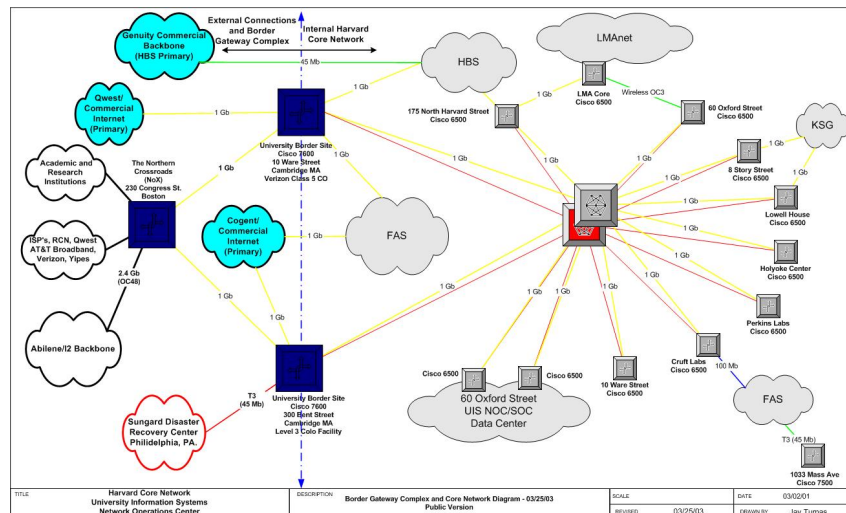 Genuity Commercial
Backbone
(HBS Primary)
External Connections
and Border
Gateway Complex
Internal Harvard
Core Network
45 Mb
HBS
LMAnet
Qwest/
Commercial
Internet
(Primary)
1 Gb
1 Gb
1 Gb
1 Gb
LMA Core
Cisco 6500
Wireless OC3
60 Oxford Street
Cisco 6500
175 North Harvard Street
Cisco 6500
KSG
University Border Site
Cisco 7600
10 Ware Street
Cambridge MA
Verizon Class 5 CO
1 Gb
1 Gb
1 Gb
1 Gb
1 Gb
8 Story Street
Cisco 6500
1 Gb
Academic and
Research
Institutions
The Northern
Crossroads
(NoX)
230 Congress St.
Boston
1 Gb
1 Gb
Lowell House
Cisco 6500
ISP's, RCN, Qwest
AT&T Broadband,
Verizon, Yipes
Cogent/
Commercial
Internet
(Primary)
1 Gb
FAS
1 Gb
1 Gb
Holyoke Center
Cisco 6500
2.4 Gb
(OC48)
1 Gb
1 Gb
1 Gb
1 Gb
1 Gb
1 Gb
1 Gb
1 Gb
Perkins Labs
Cisco 6500
Abilene/I2 Backbone
Cruft Labs
Cisco 6500
100 Mb
Cisco 6500
Cisco 6500
10 Ware Street
Cisco 6500
60 Oxford Street
UIS NOC/SOC
Data Center
T3
(45 Mb)
University Border Site
Cisco 7600
300 Bent Street
Cambridge MA
Level 3 Colo Facility
Sungard Disaster
Recovery Center
Philidelphia, PA.
FAS
T3 (45 Mb)
1033 Mass Ave
Cisco 7500
TITLE
Harvard Core Network
University Information Systems
Network Operations Center
DESCRIPTION
Border Gateway Complex and Core Network Diagram - 03/25/03
Public Version
SCALE
DATE
03/02/01
REVISED
03/25/03
DRAWN BY
Jay Tumas